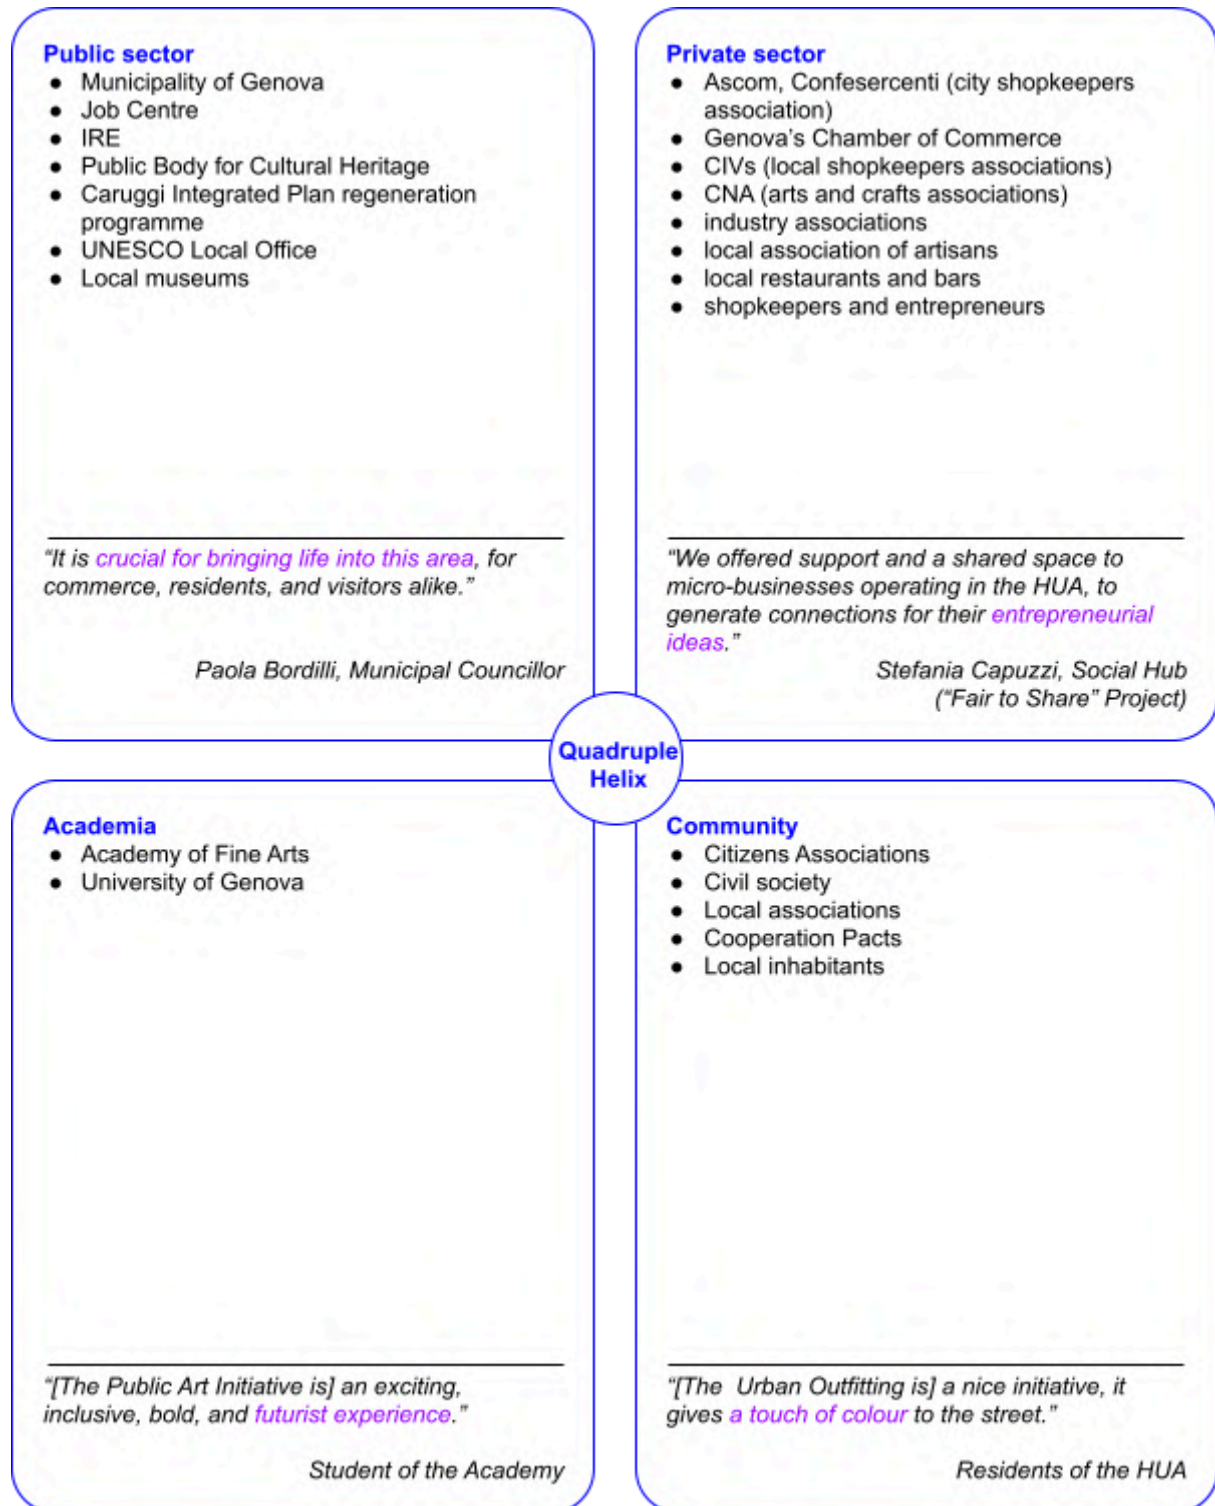 Public sector
● Municipality of Genova
● Job Centre
● IRE
● Public Body for Cultural Heritage
● Caruggi Integrated Plan regeneration
programme
● UNESCO Local Office
● Local museums
“It is crucial for bringing life into this area, for
commerce, residents, and visitors alike.”
Paola Bordilli, Municipal Councillor
Private sector
● Ascom, Confesercenti (city shopkeepers
association)
● Genova’s Chamber of Commerce
● CIVs (local shopkeepers associations)
● CNA (arts and crafts associations)
● industry associations
● local association of artisans
● local restaurants and bars
● shopkeepers and entrepreneurs
“We offered support and a shared space to
micro-businesses operating in the HUA, to
generate connections for their entrepreneurial
ideas.”
Stefania Capuzzi, Social Hub
(“Fair to Share” Project)
Quadruple
Helix
Academia
● Academy of Fine Arts
● University of Genova
“[The Public Art Initiative is] an exciting,
inclusive, bold, and futurist experience.”
Student of the Academy
Community
● Citizens Associations
● Civil society
● Local associations
● Cooperation Pacts
● Local inhabitants
“[The Urban Outfitting is] a nice initiative, it
gives a touch of colour to the street.”
Residents of the HUA